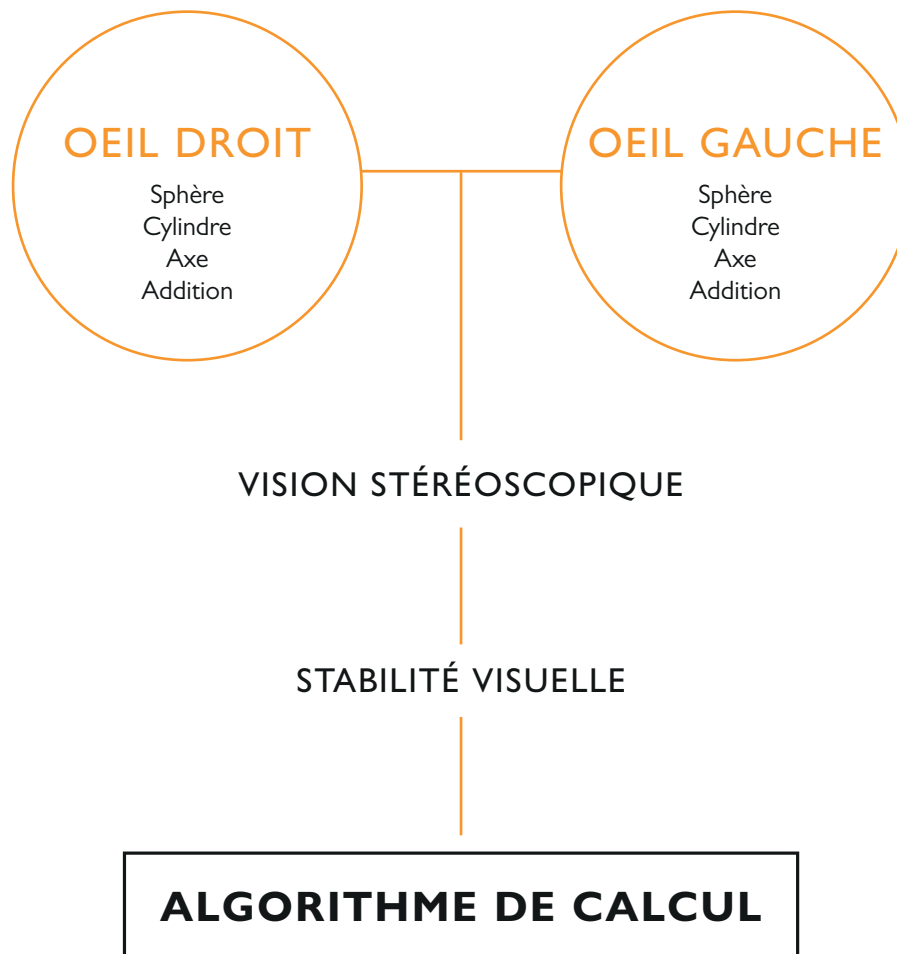 OEIL DROIT
Sphère
Cylindre
Axe
Addition
OEIL GAUCHE
Sphère
Cylindre
Axe
Addition
VISION STÉRÉOSCOPIQUE
STABILITÉ VISUELLE
ALGORITHME DE CALCUL